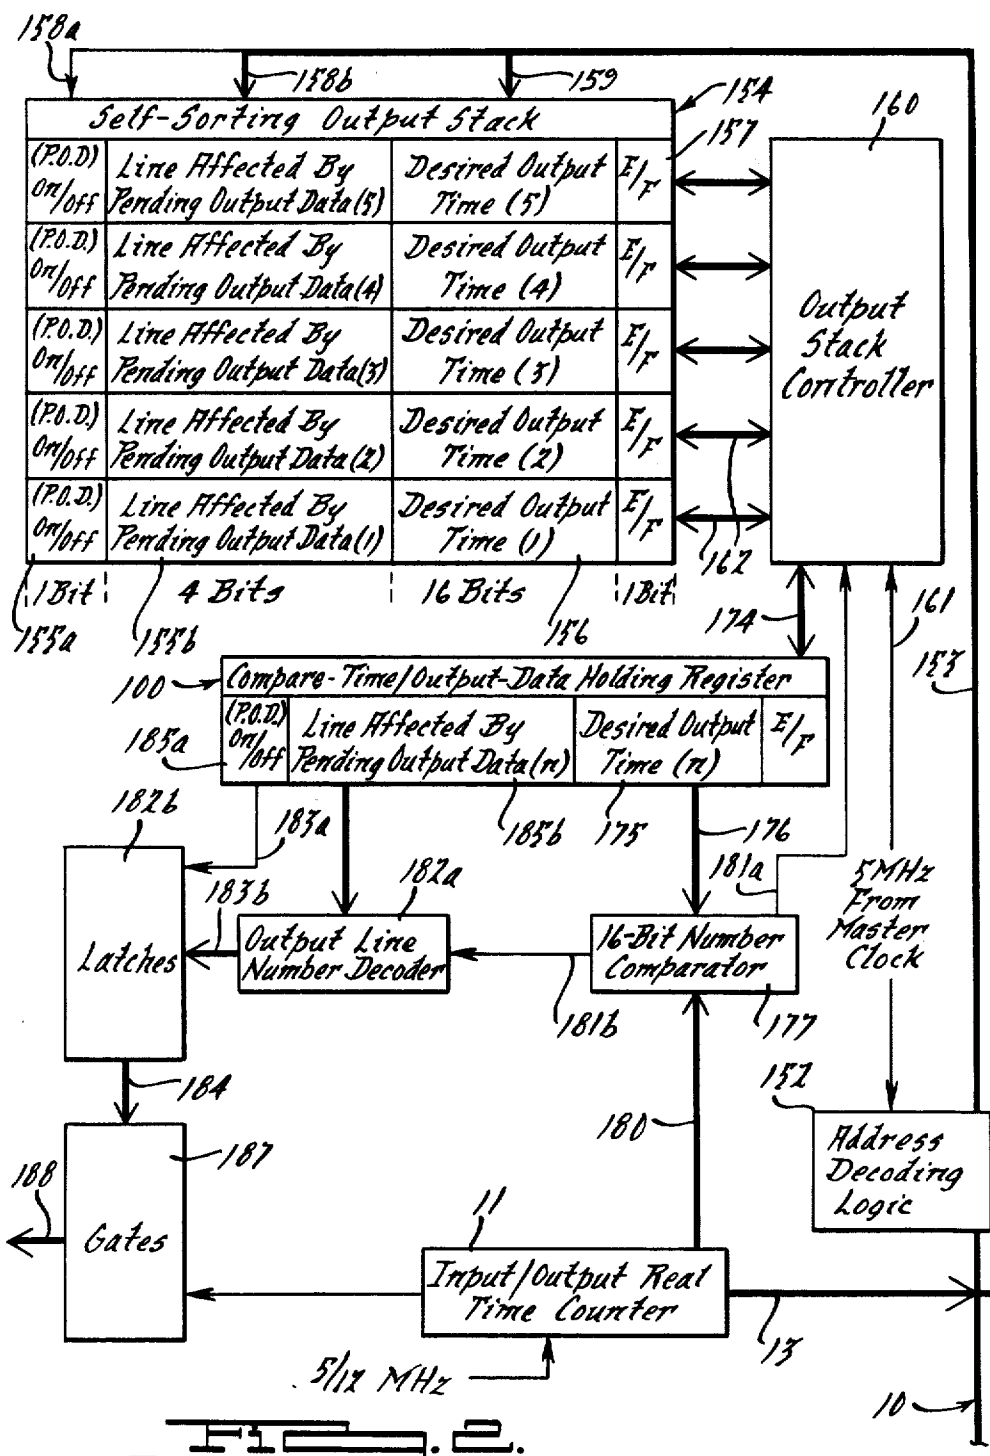 158a
158b
159
154
157
160
Self-Sorting Output Stack
(P.O.D) On/Off
Line Affected By Pending Output Data(5)
Desired Output Time (5)
E/F
(P.O.D.) On/Off
Line Affected By Pending Output Data(4)
Desired Output Time (4)
E/F
(P.O.D.) On/Off
Line Affected By Pending Output Data(3)
Desired Output Time (3)
E/F
(P.O.D.) On/Off
Line Affected By Pending Output Data(2)
Desired Output Time (2)
E/F
(P.O.D.) On/Off
Line Affected By Pending Output Data(1)
Desired Output Time (1)
E/F
Output
Stack
Controller
162
1 Bit
4 Bits
16 Bits
1 Bit
155a
155b
156
174
161
153
100
Compare-Time/Output-Data Holding Register
(P.O.D.) On/Off
Line Affected By Pending Output Data(n)
Desired Output Time (n)
E/F
185a
185b
175
176
182b
183a
181a
183b
182a
5 MHz
From
Master
Clock
Latches
Output Line
Number Decoder
16-Bit Number
Comparator
181b
177
184
152
180
187
188
Address
Decoding
Logic
Gates
11
Input/Output Real
Time Counter
13
5/12 MHz
10
FIG. 2.